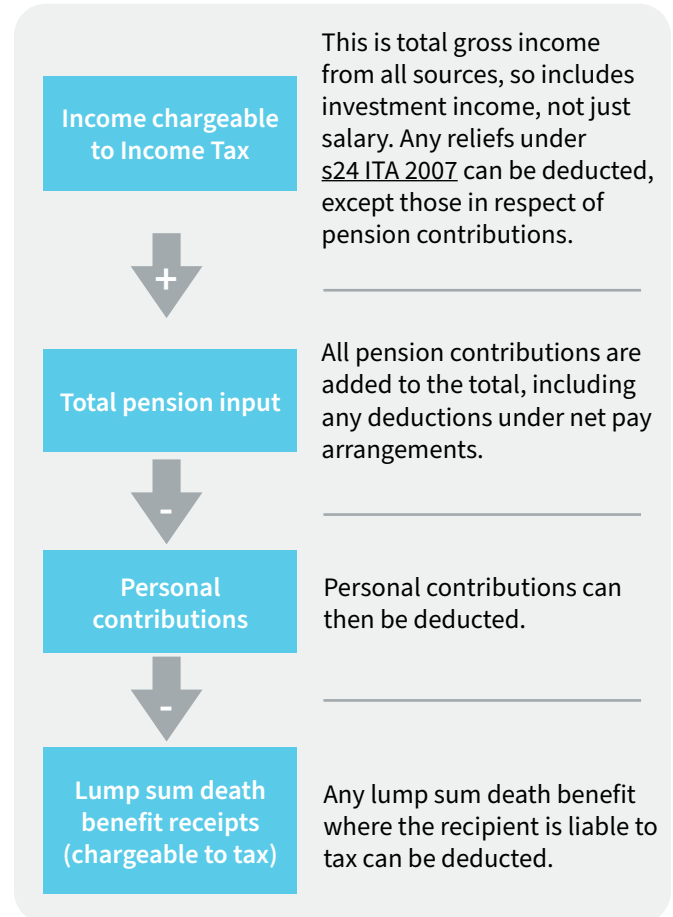 Income chargeable
to Income Tax
This is total gross income
from all sources, so includes
investment income, not just
salary. Any reliefs under
s24 ITA 2007 can be deducted,
except those in respect of
pension contributions.
+
Total pension input
All pension contributions are
added to the total, including
any deductions under net pay
arrangements.
-
Personal
contributions
Personal contributions can
then be deducted.
-
Lump sum death
benefit receipts
(chargeable to tax)
Any lump sum death benefit
where the recipient is liable to
tax can be deducted.